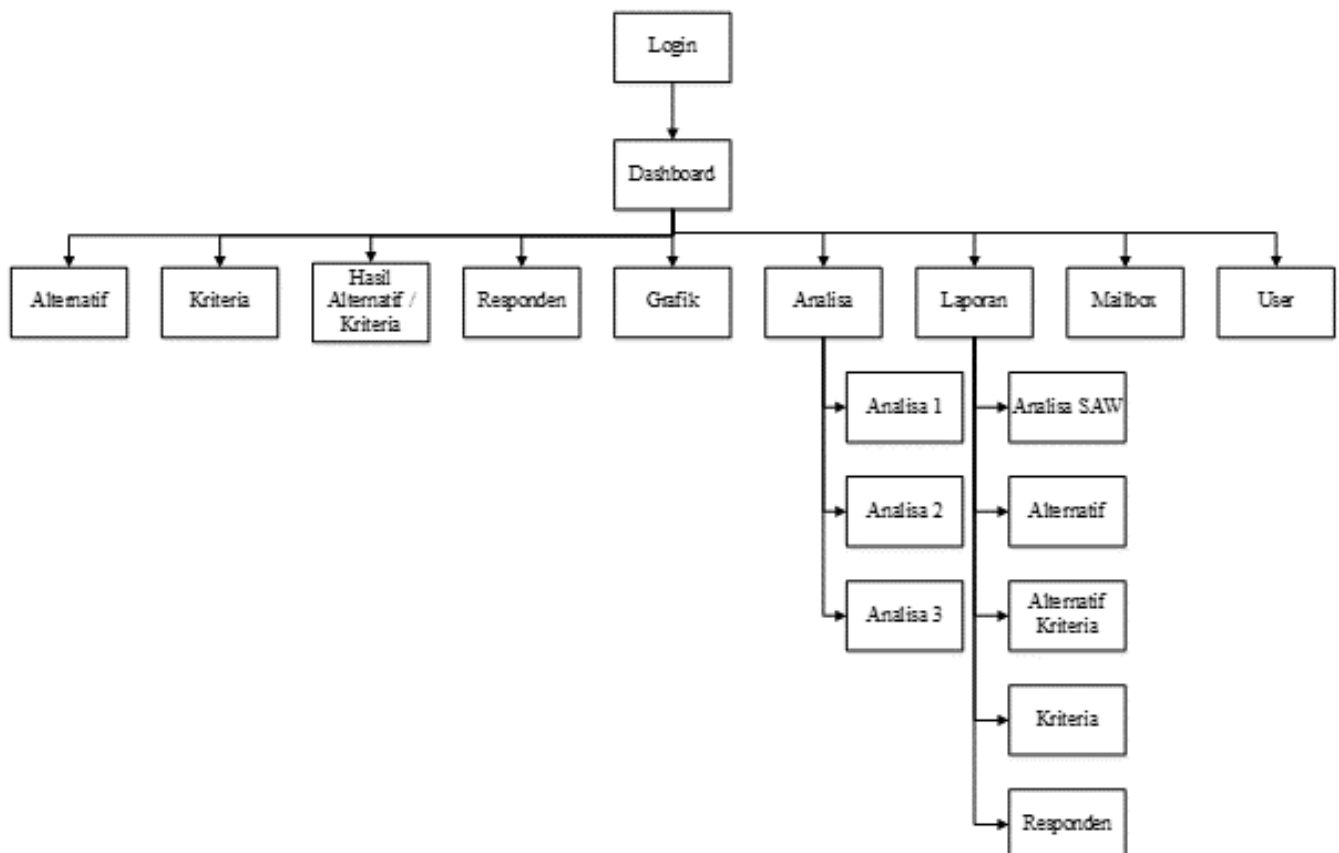 Login
Dashboard
Alternatif
Kriteria
Hasil
Alternatif /
Kriteria
Responden
Grafik
Analisa
Laporan
Mailbox
User
Analisa 1
Analisa SAW
Analisa 2
Alternatif
Analisa 3
Alternatif
Kriteria
Kriteria
Responden